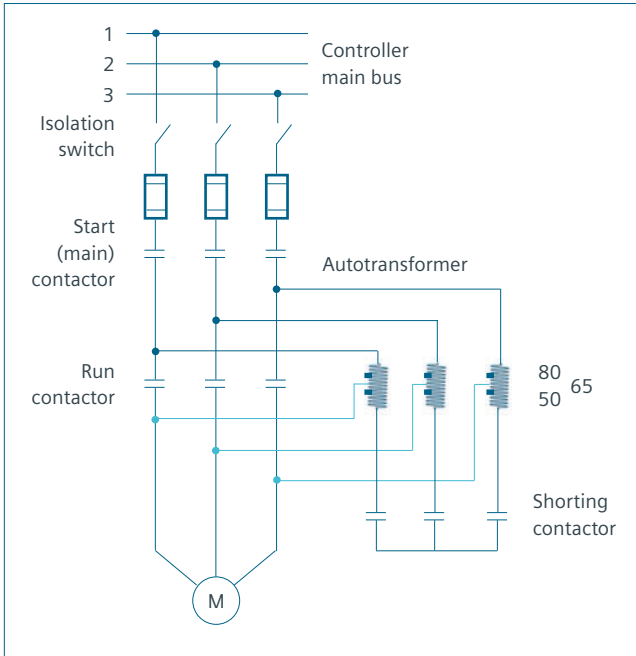 1
2
3
Controller
main bus
Isolation
switch
Start
(main)
contactor
Autotransformer
Run
contactor
80
50
65
Shorting
contactor
M